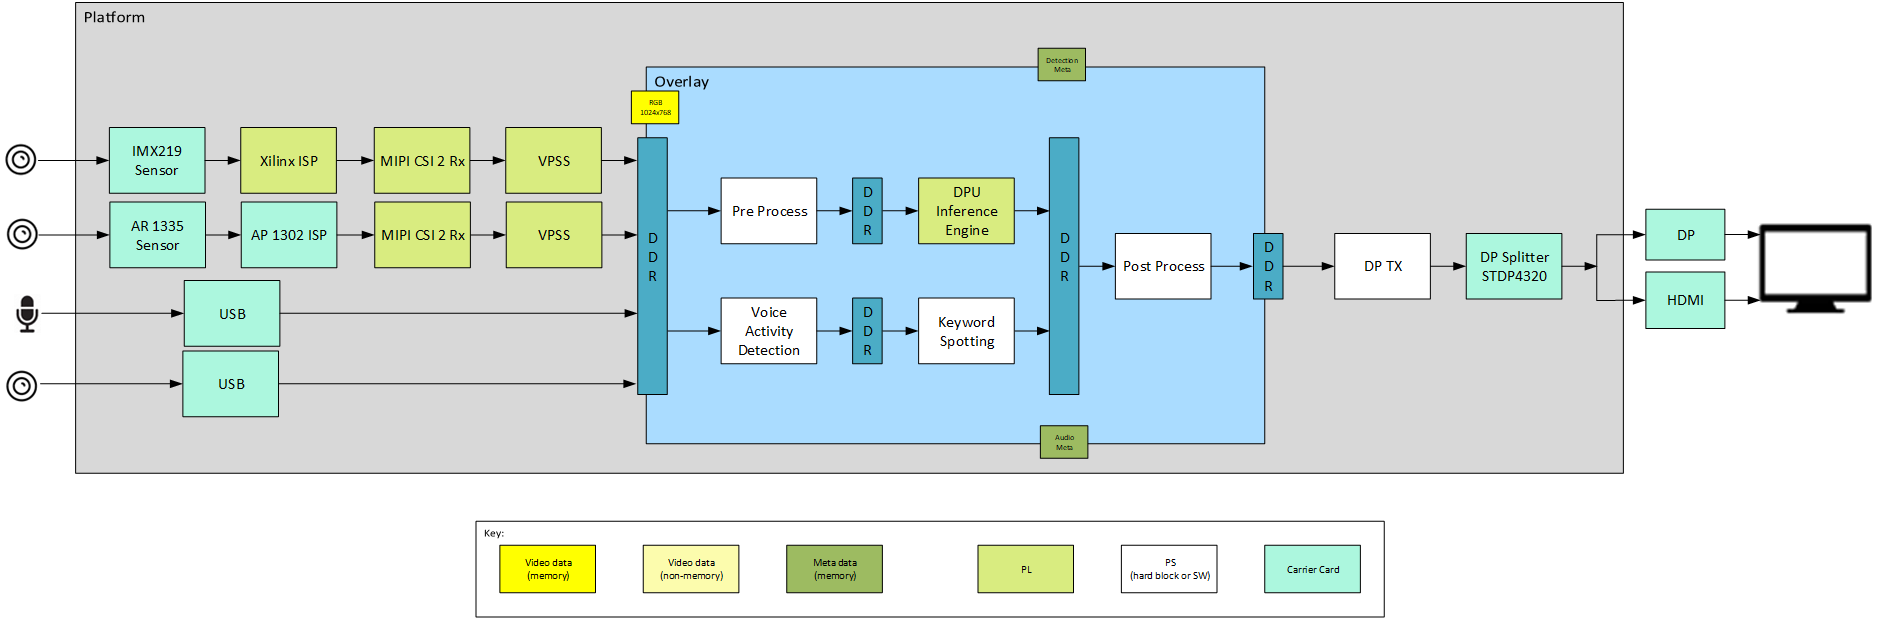 Platform
Detection
Meta
Overlay
RGB
1024x768
IMX219
Sensor
Xilinx ISP
MIPI CSI 2 Rx
VPSS
AR 1335
Sensor
AP 1302 ISP
MIPI CSI 2 Rx
VPSS
USB
USB
D
D
R
Pre Process
D
D
R
DPU
Inference
Engine
Voice
Activity
Detection
D
D
R
Keyword
Spotting
D
D
R
Post Process
D
D
R
DP TX
DP Splitter
STDP4320
DP
HDMI
Audio
Meta
Key:
Video data
(memory)
Video data
(non-memory)
Meta data
(memory)
PL
PS
(hard block or SW)
Carrier Card